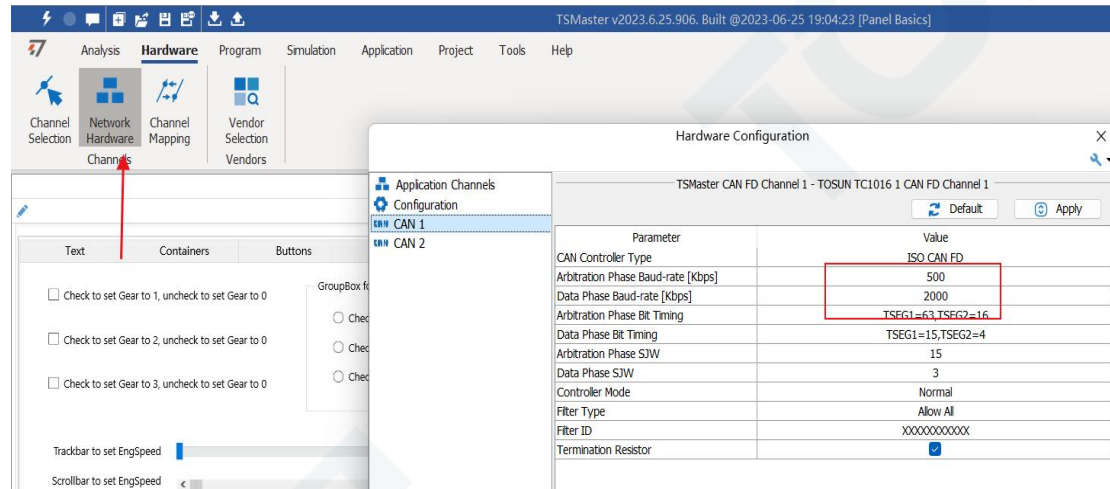 TSMaster v2023.6.25.906. Built @2023-06-25 19:04:23 [Panel Basics]
Analysis Hardware Program Simulation Application Project Tools Help
Channel Selection
Network Hardware
Channel Mapping
Vendor Selection
Channels
Vendors
Hardware Configuration
Application Channels
Configuration
CAN CAN 1
CAN CAN 2
TSMaster CAN FD Channel 1 - TOSUN TC1016 1 CAN FD Channel 1
Default Apply
Parameter Value
CAN Controller Type ISO CAN FD
Arbitration Phase Baud-rate [Kbps] 500
Data Phase Baud-rate [Kbps] 2000
Arbitration Phase Bit Timing TSEG1=63,TSEG2=16
Data Phase Bit Timing TSEG1=15,TSEG2=4
Arbitration Phase SJW 15
Data Phase SJW 3
Controller Mode Normal
Filter Type Allow All
Filter ID XXXXXXXXXXX
Termination Resistor
Text Containers Buttons
Check to set Gear to 1, uncheck to set Gear to 0
Check to set Gear to 2, uncheck to set Gear to 0
Check to set Gear to 3, uncheck to set Gear to 0
GroupBox fo
Chec
Chec
Chec
Trackbar to set EngSpeed
Scrollbar to set EngSpeed